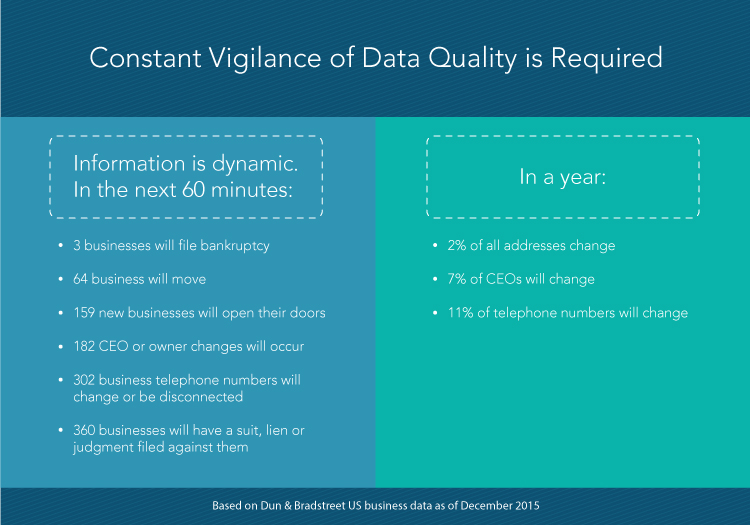 Constant Vigilance of Data Quality is Required
Information is dynamic.
In the next 60 minutes:
• 3 businesses will file bankruptcy
• 64 business will move
• 159 new businesses will open their doors
• 182 CEO or owner changes will occur
• 302 business telephone numbers will
change or be disconnected
• 360 businesses will have a suit, lien or
judgment filed against them
In a year:
• 2% of all addresses change
• 7% of CEOs will change
• 11% of telephone numbers will change
Based on Dun & Bradstreet US business data as of December 2015